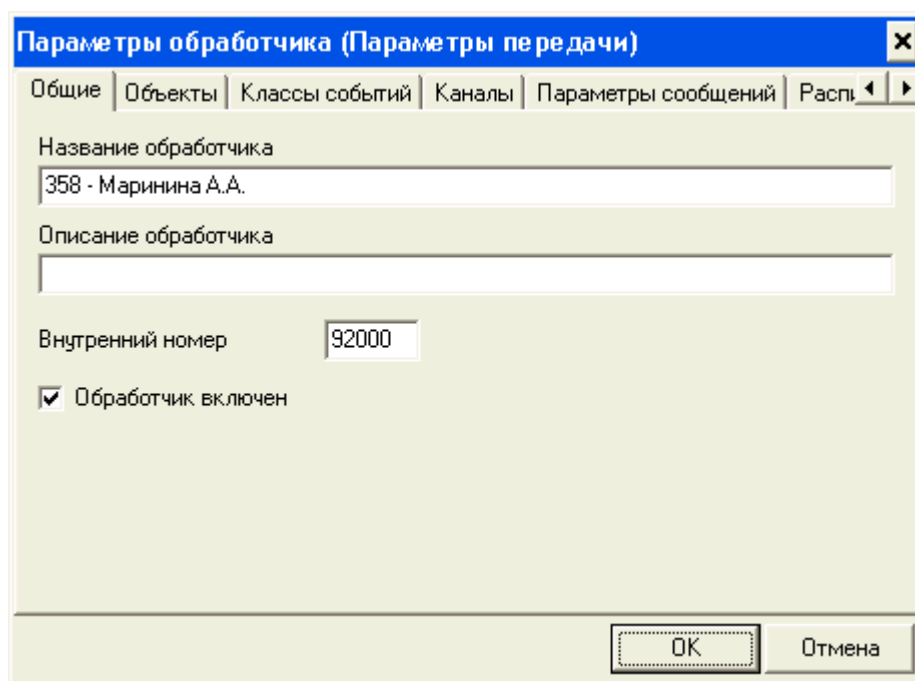 Параметры обработчика (Параметры передачи)
Общие Объекты Классы событий Каналы Параметры сообщений
Название обработчика
358 - Маринина А.А.
Описание обработчика
Внутренний номер 92000
Обработчик включен
OK Отмена